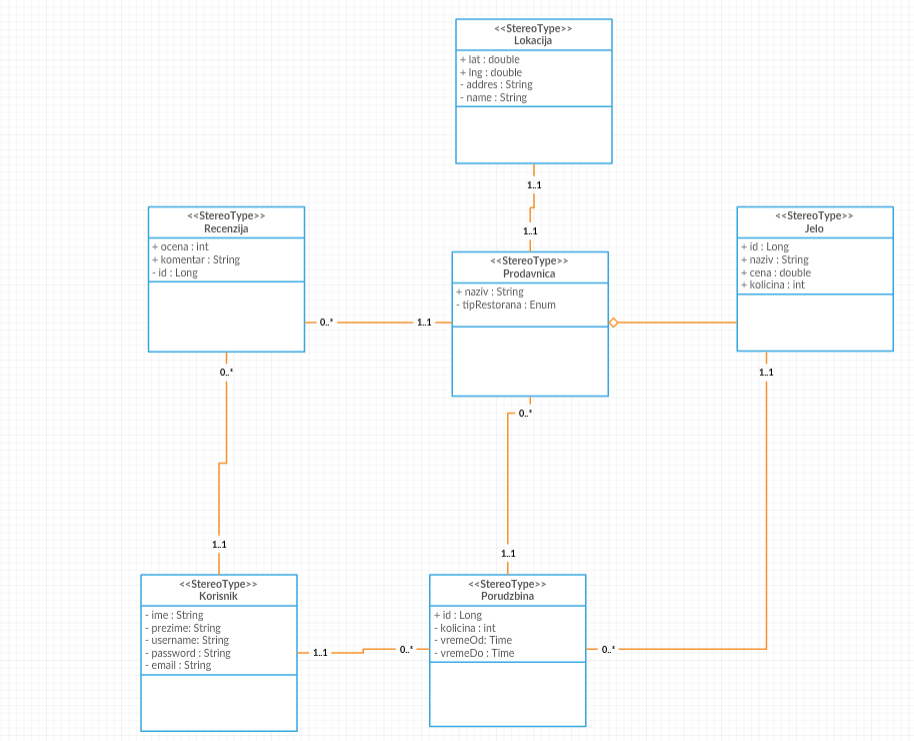 <<StereoType>>
Lokacija
+ lat : double
+ lng : double
- addres : String
- name : String
1..1
1..1
<<StereoType>>
Recenzija
+ ocena : int
+ komentar : String
- id : Long
0..*
1..1
<<StereoType>>
Prodavnica
+ naziv : String
- tipRestorana : Enum
<<StereoType>>
Jelo
+ id : Long
+ naziv : String
+ cena : double
+ kolicina : int
0..*
1..1
0..*
1..1
1..1
<<StereoType>>
Korisnik
- ime : String
- prezime: String
- username: String
- password : String
- email : String
1..1
0..*
<<StereoType>>
Porudzbina
+ id : Long
- kolicina : int
- vremeOd: Time
- vremeDo : Time
0..*